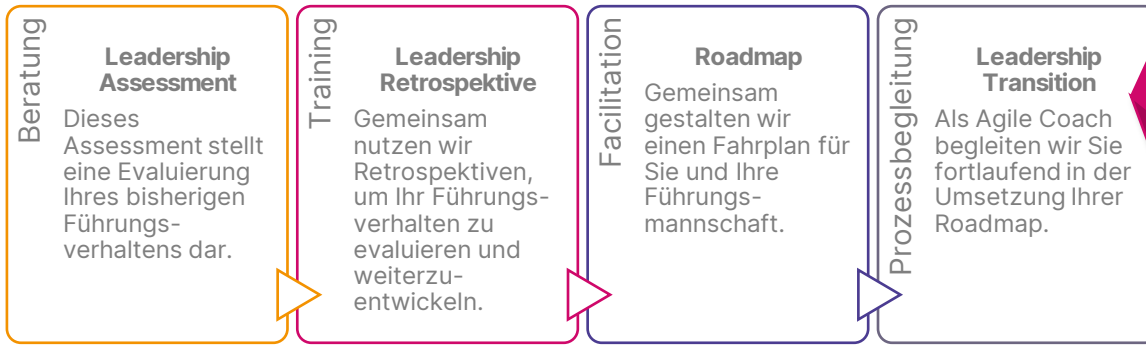 Beratung
Leadership
Assessment
Dieses
Assessment stellt
eine Evaluierung
Ihres bisherigen
Führungs-
verhaltens dar.
Training
Leadership
Retrospektive
Gemeinsam
nutzen wir
Retrospektiven,
um Ihr Führungs-
verhalten zu
evaluieren und
weiterzu-
entwickeln.
Facilitation
Roadmap
Gemeinsam
gestalten wir
einen Fahrplan für
Sie und Ihre
Führungs-
mannschaft.
Prozessbegleitung
Leadership
Transition
Als Agile Coach
begleiten wir Sie
fortlaufend in der
Umsetzung Ihrer
Roadmap.